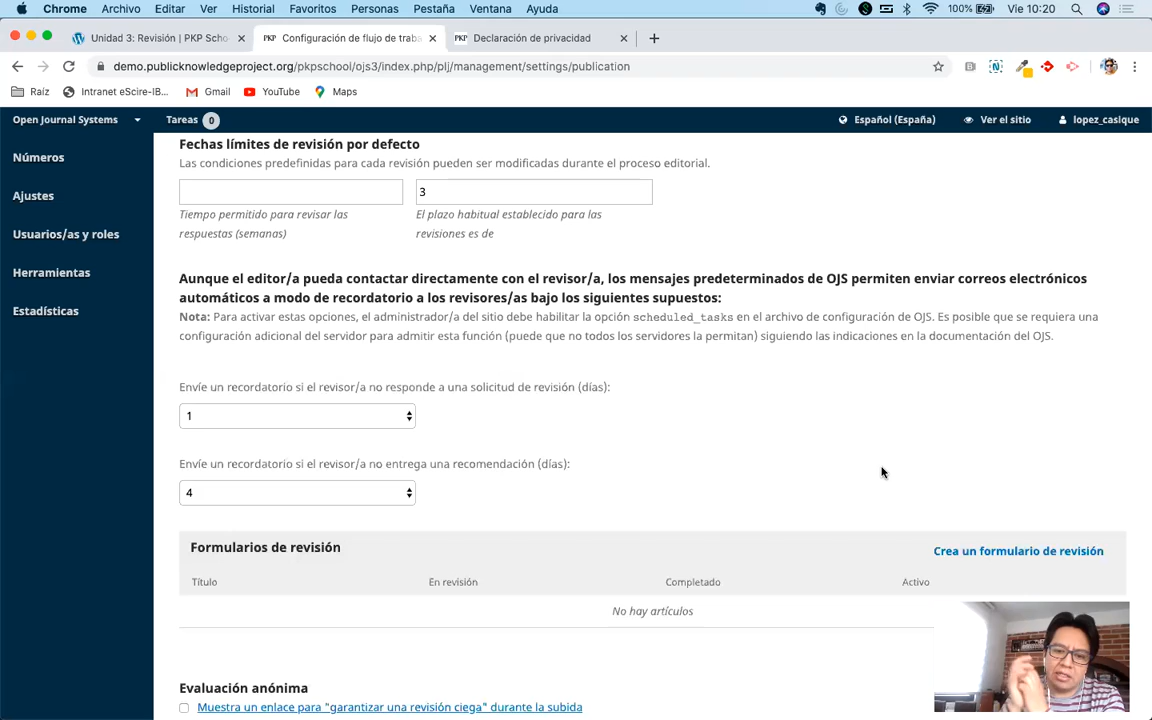 Chrome Archivo Editar Ver Historial Favoritos Personas Pestaña Ventana Ayuda 100% Vie 10:20
Unidad 3: Revisión | PKP Scho Configuración de flujo de traba PKP Declaración de privacidad
demo.publicknowledgeproject.org/pkpschool/ojs3/index.php/plj/management/settings/publication
Raíz Intranet eScire-IB... Gmail YouTube Maps
Open Journal Systems Tareas 0 Español (España) Ver el sitio lopez_casique
Números
Ajustes
Usuarios/as y roles
Herramientas
Estadísticas
Fechas límites de revisión por defecto
Las condiciones predefinidas para cada revisión pueden ser modificadas durante el proceso editorial.
3
Tiempo permitido para revisar las respuestas (semanas)
El plazo habitual establecido para las revisiones es de
Aunque el editor/a pueda contactar directamente con el revisor/a, los mensajes predeterminados de OJS permiten enviar correos electrónicos
automáticos a modo de recordatorio a los revisores/as bajo los siguientes supuestos:
Nota: Para activar estas opciones, el administrador/a del sitio debe habilitar la opción scheduled_tasks en el archivo de configuración de OJS. Es posible que se requiera una
configuración adicional del servidor para admitir esta función (puede que no todos los servidores la permitan) siguiendo las indicaciones en la documentación del OJS.
Envíe un recordatorio si el revisor/a no responde a una solicitud de revisión (días):
1
Envíe un recordatorio si el revisor/a no entrega una recomendación (días):
4
Formularios de revisión Crea un formulario de revisión
Título En revisión Completado Activo
No hay artículos
Evaluación anónima
Muestra un enlace para "garantizar una revisión ciega" durante la subida